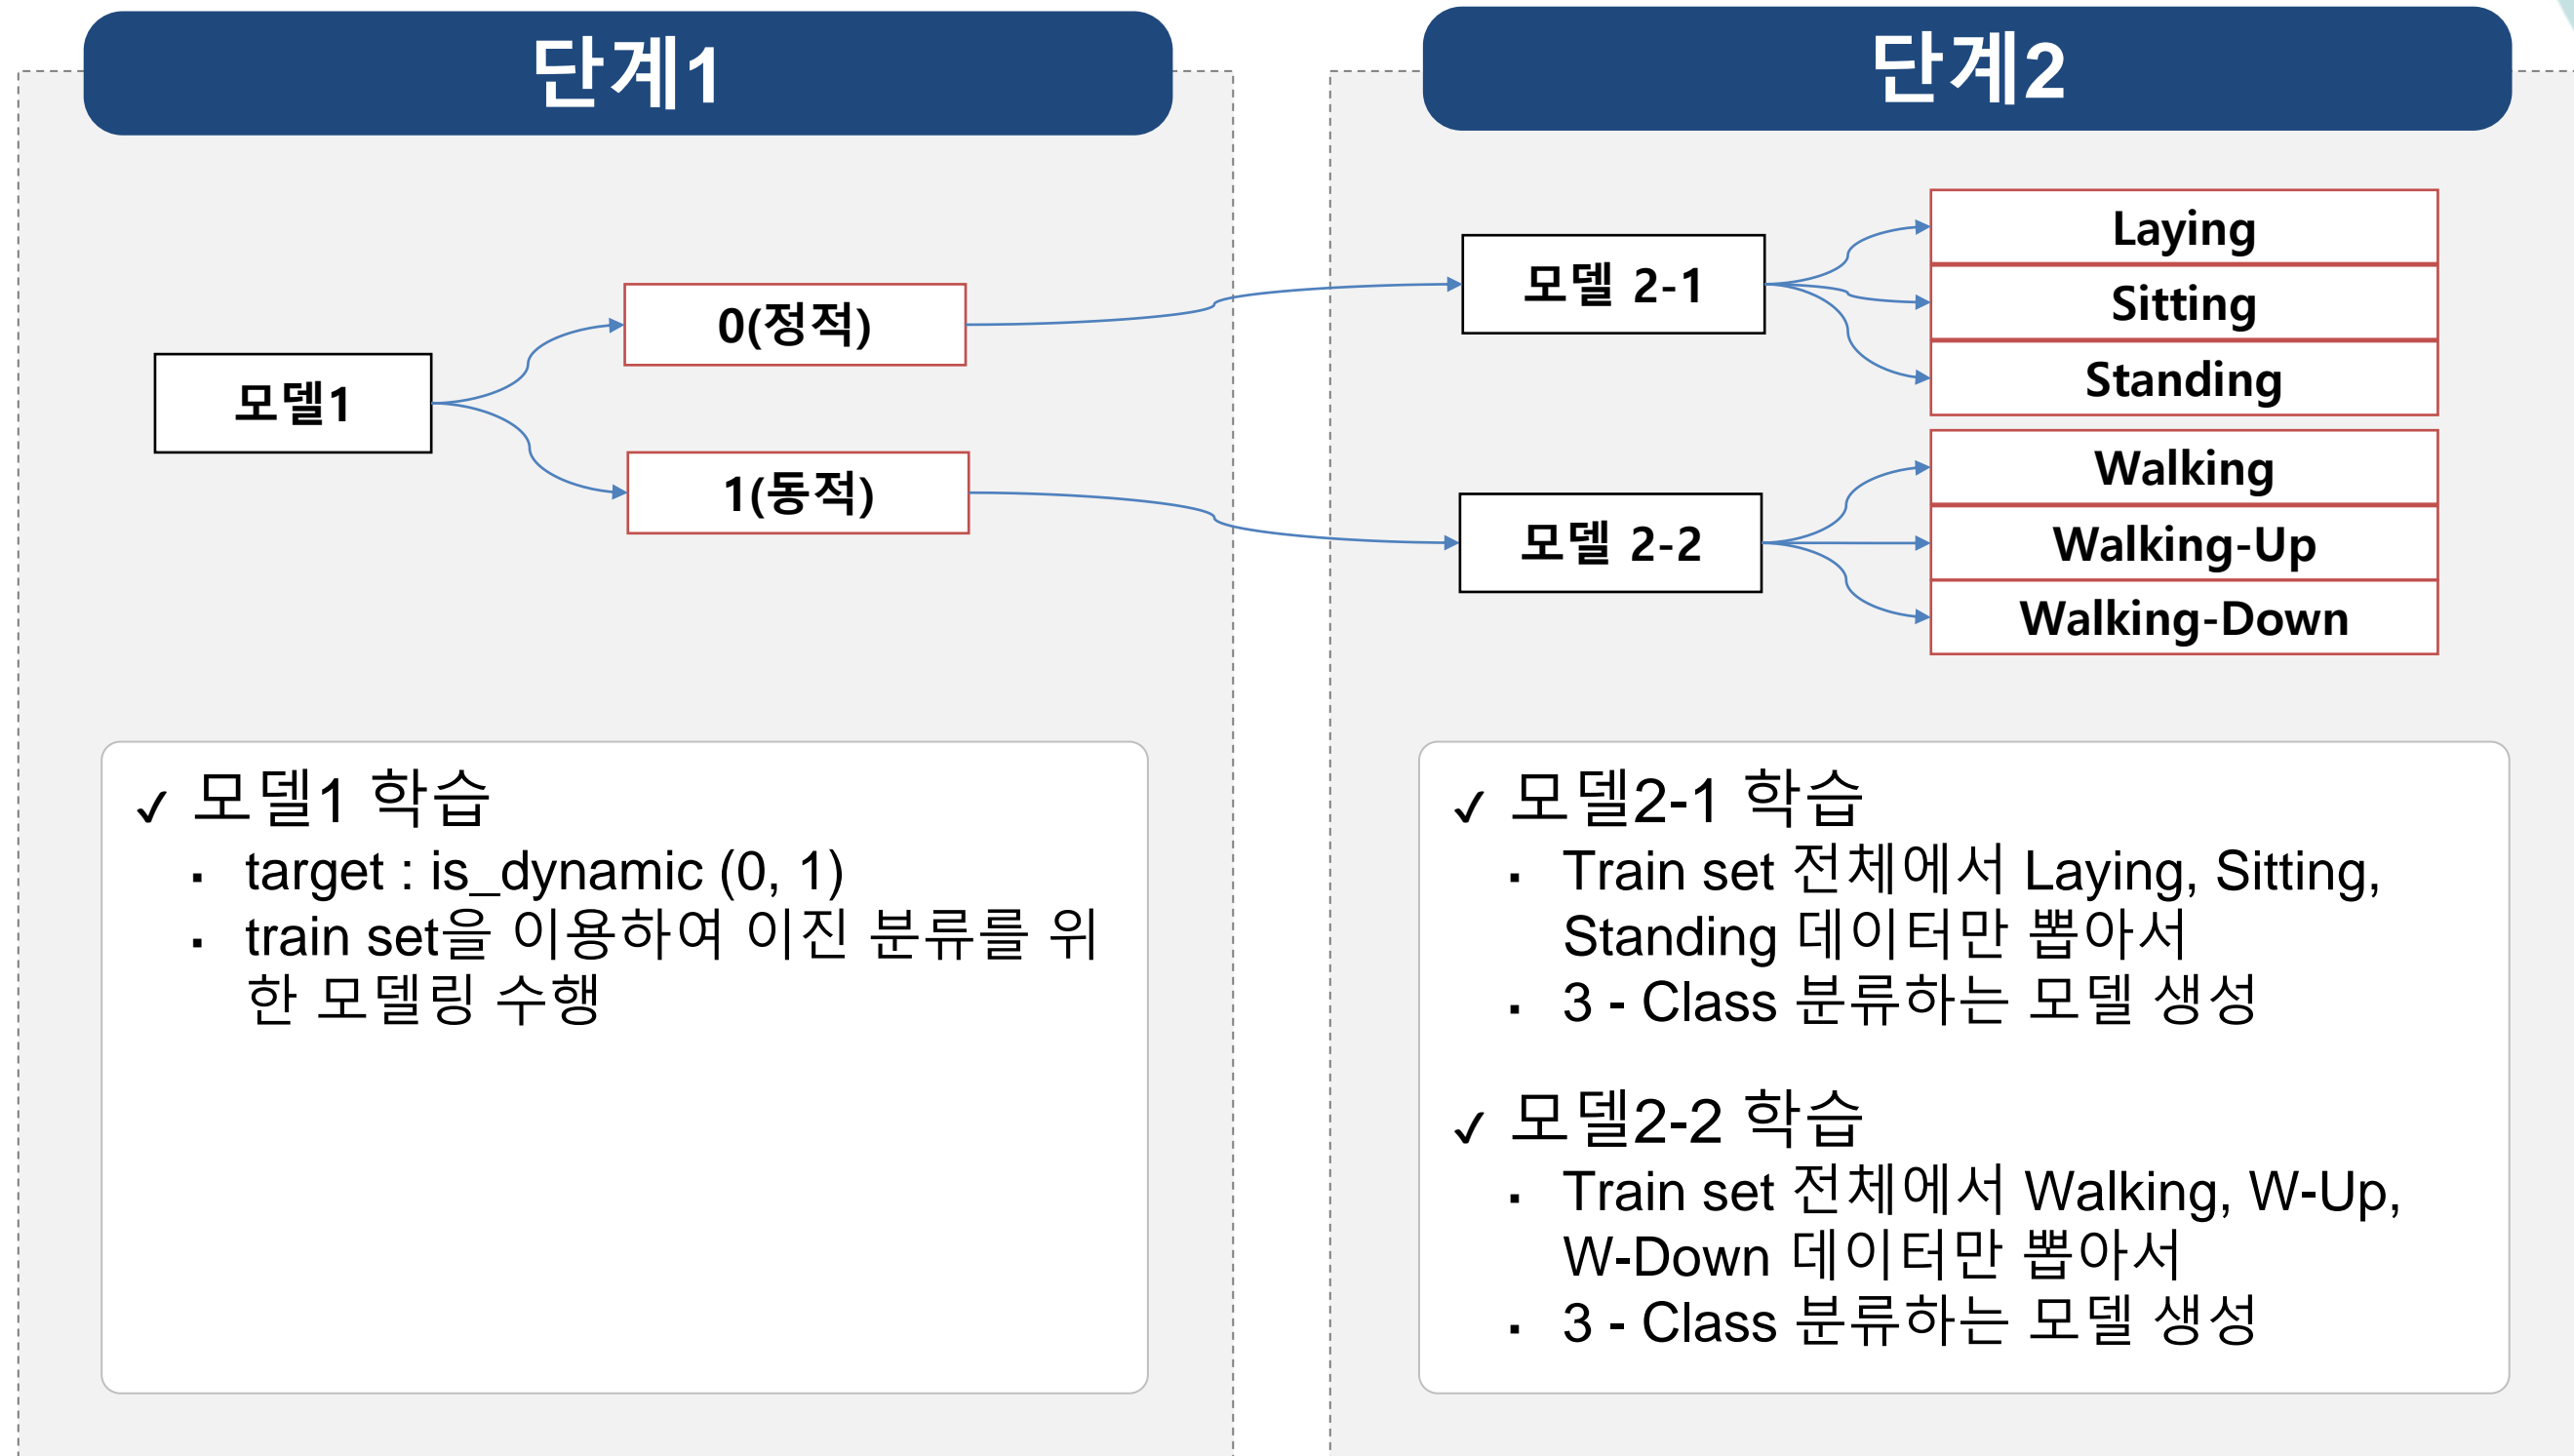 단계1
모델1
0(정적)
1(동적)
✓ 모델1 학습
▪ target : is_dynamic (0, 1)
▪ train set을 이용하여 이진 분류를 위
한 모델링 수행
단계2
모델 2-1
Laying
Sitting
Standing
모델 2-2
Walking
Walking-Up
Walking-Down
✓ 모델2-1 학습
▪ Train set 전체에서 Laying, Sitting,
Standing 데이터만 뽑아서
▪ 3 - Class 분류하는 모델 생성
✓ 모델2-2 학습
▪ Train set 전체에서 Walking, W-Up,
W-Down 데이터만 뽑아서
▪ 3 - Class 분류하는 모델 생성